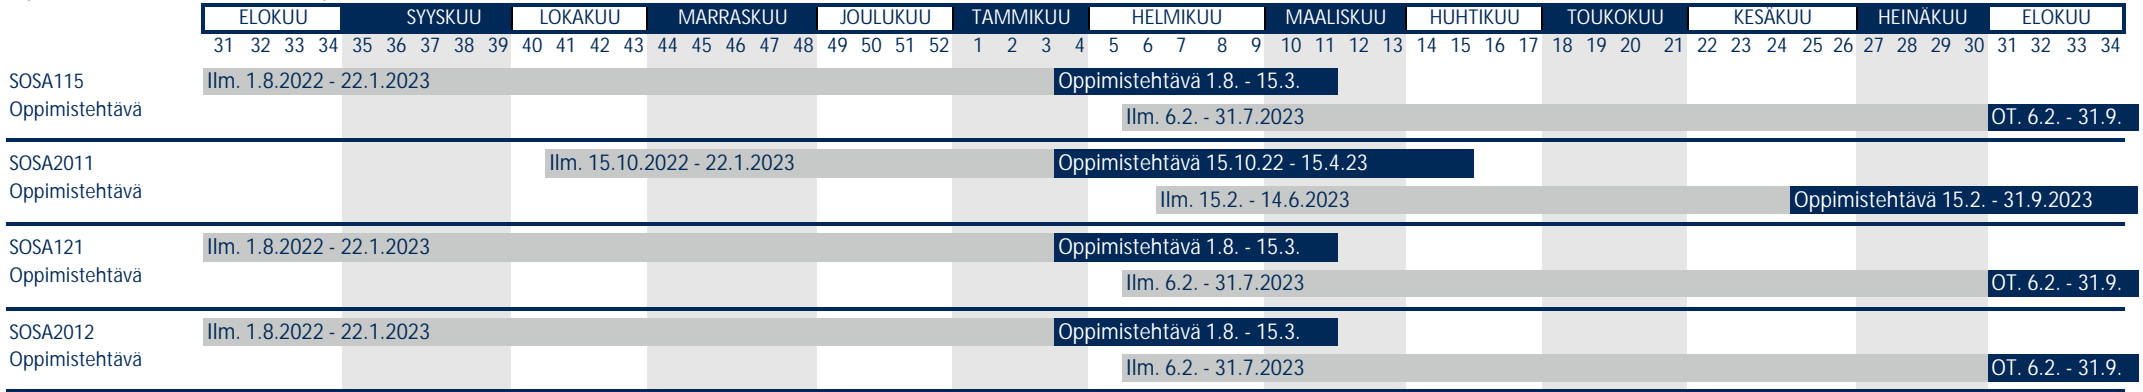 ELOKUU SYYSKUU LOKAKUU MARRASKUU JOULUKUU TAMMIKUU HELMIKUU MAALISKUU HUHTIKUU TOUKOKUU KESÄKUU HEINÄKUU ELOKUU
31 32 33 34 35 36 37 38 39 40 41 42 43 44 45 46 47 48 49 50 51 52 1 2 3 4 5 6 7 8 9 10 11 12 13 14 15 16 17 18 19 20 21 22 23 24 25 26 27 28 29 30 31 32 33 34
SOSA115 Ilm. 1.8.2022 - 22.1.2023 Oppimistehtävä 1.8. - 15.3.
Oppimistehtävä Ilm. 6.2. - 31.7.2023 OT. 6.2. - 31.9.
SOSA2011 Ilm. 15.10.2022 - 22.1.2023 Oppimistehtävä 15.10.22 - 15.4.23
Oppimistehtävä Ilm. 15.2. - 14.6.2023 Oppimistehtävä 15.2. - 31.9.2023
SOSA121 Ilm. 1.8.2022 - 22.1.2023 Oppimistehtävä 1.8. - 15.3.
Oppimistehtävä Ilm. 6.2. - 31.7.2023 OT. 6.2. - 31.9.
SOSA2012 Ilm. 1.8.2022 - 22.1.2023 Oppimistehtävä 1.8. - 15.3.
Oppimistehtävä Ilm. 6.2. - 31.7.2023 OT. 6.2. - 31.9.